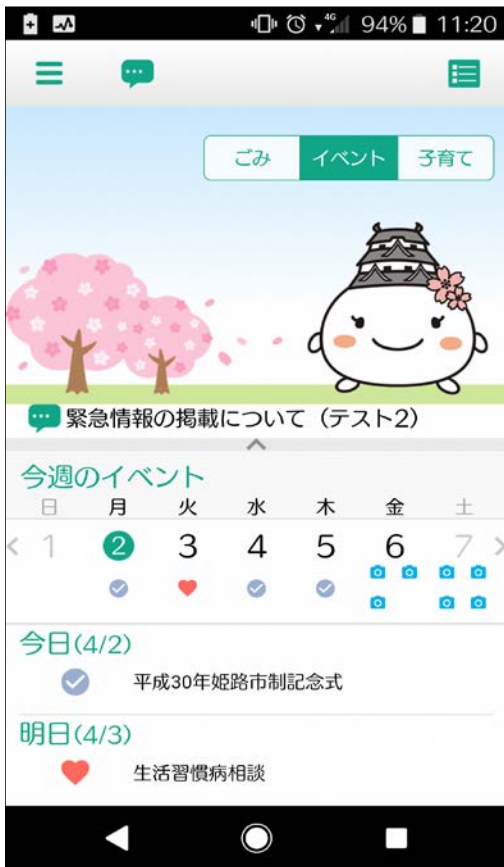 4G 94% 11:20
ごみ イベント 子育て
緊急情報の掲載について (テスト2)
今週のイベント
日 月 火 水 木 金 土
< 1 2 3 4 5 6 7 >
今日(4/2)
平成30年姫路市制記念式
明日(4/3)
生活習慣病相談